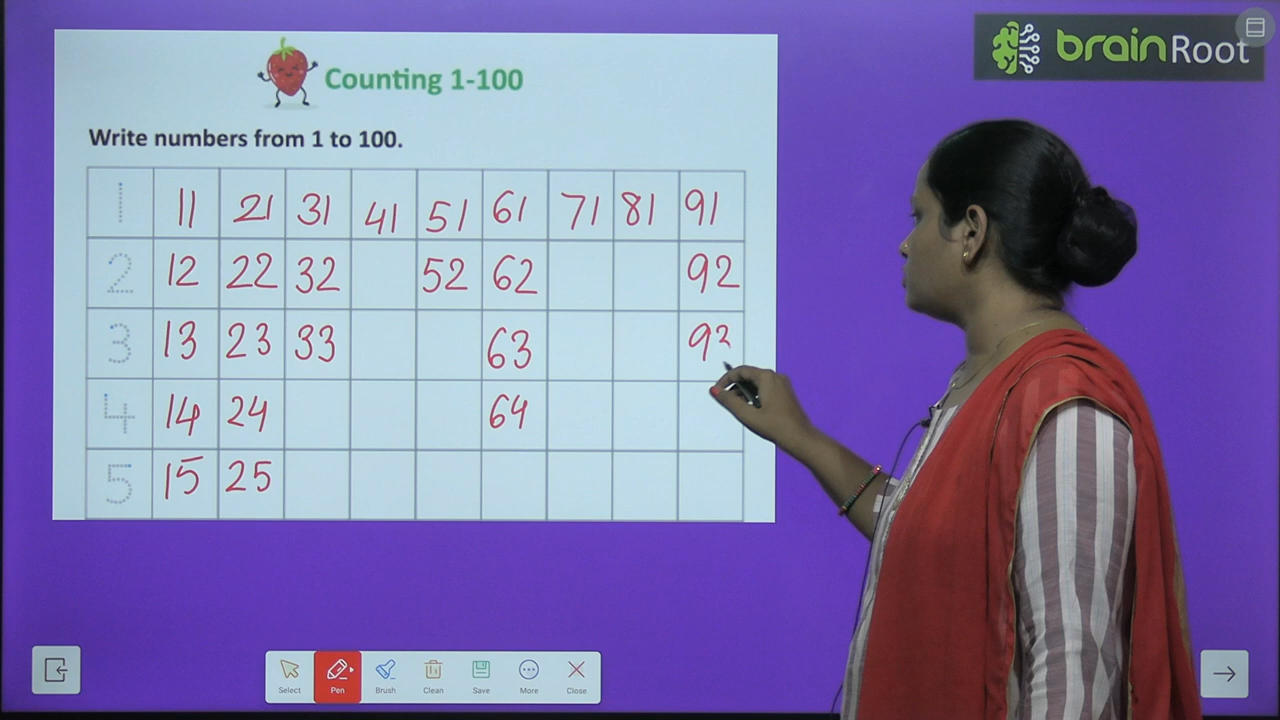 brainRoot
Counting 1-100
Write numbers from 1 to 100.
1 11 21 31 41 51 61 71 81 91
2 12 22 32 52 62 92
3 13 23 33 63 93
4 14 24 64
5 15 25
Select Pen Brush Clean Save More Close